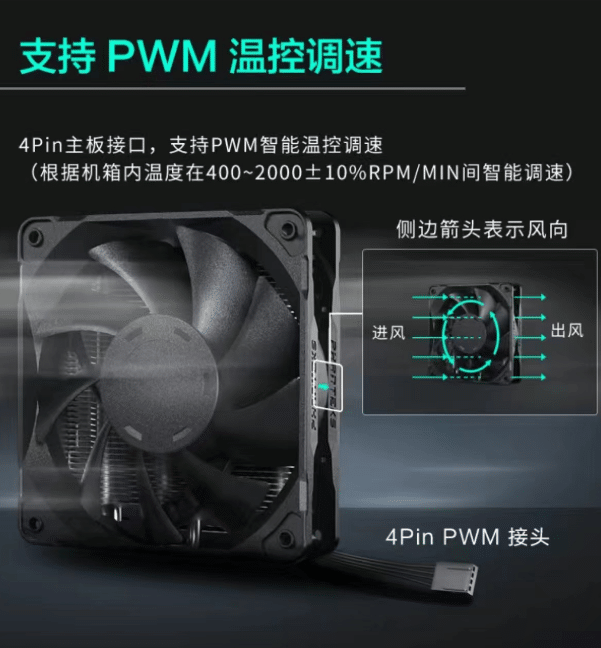 支持 PWM 温控调速
4Pin主板接口，支持PWM智能温控调速
（根据机箱内温度在400~2000±10%RPM/MIN间智能调速）
侧边箭头表示风向
进风
出风
PHANTEKS
4Pin PWM 接头